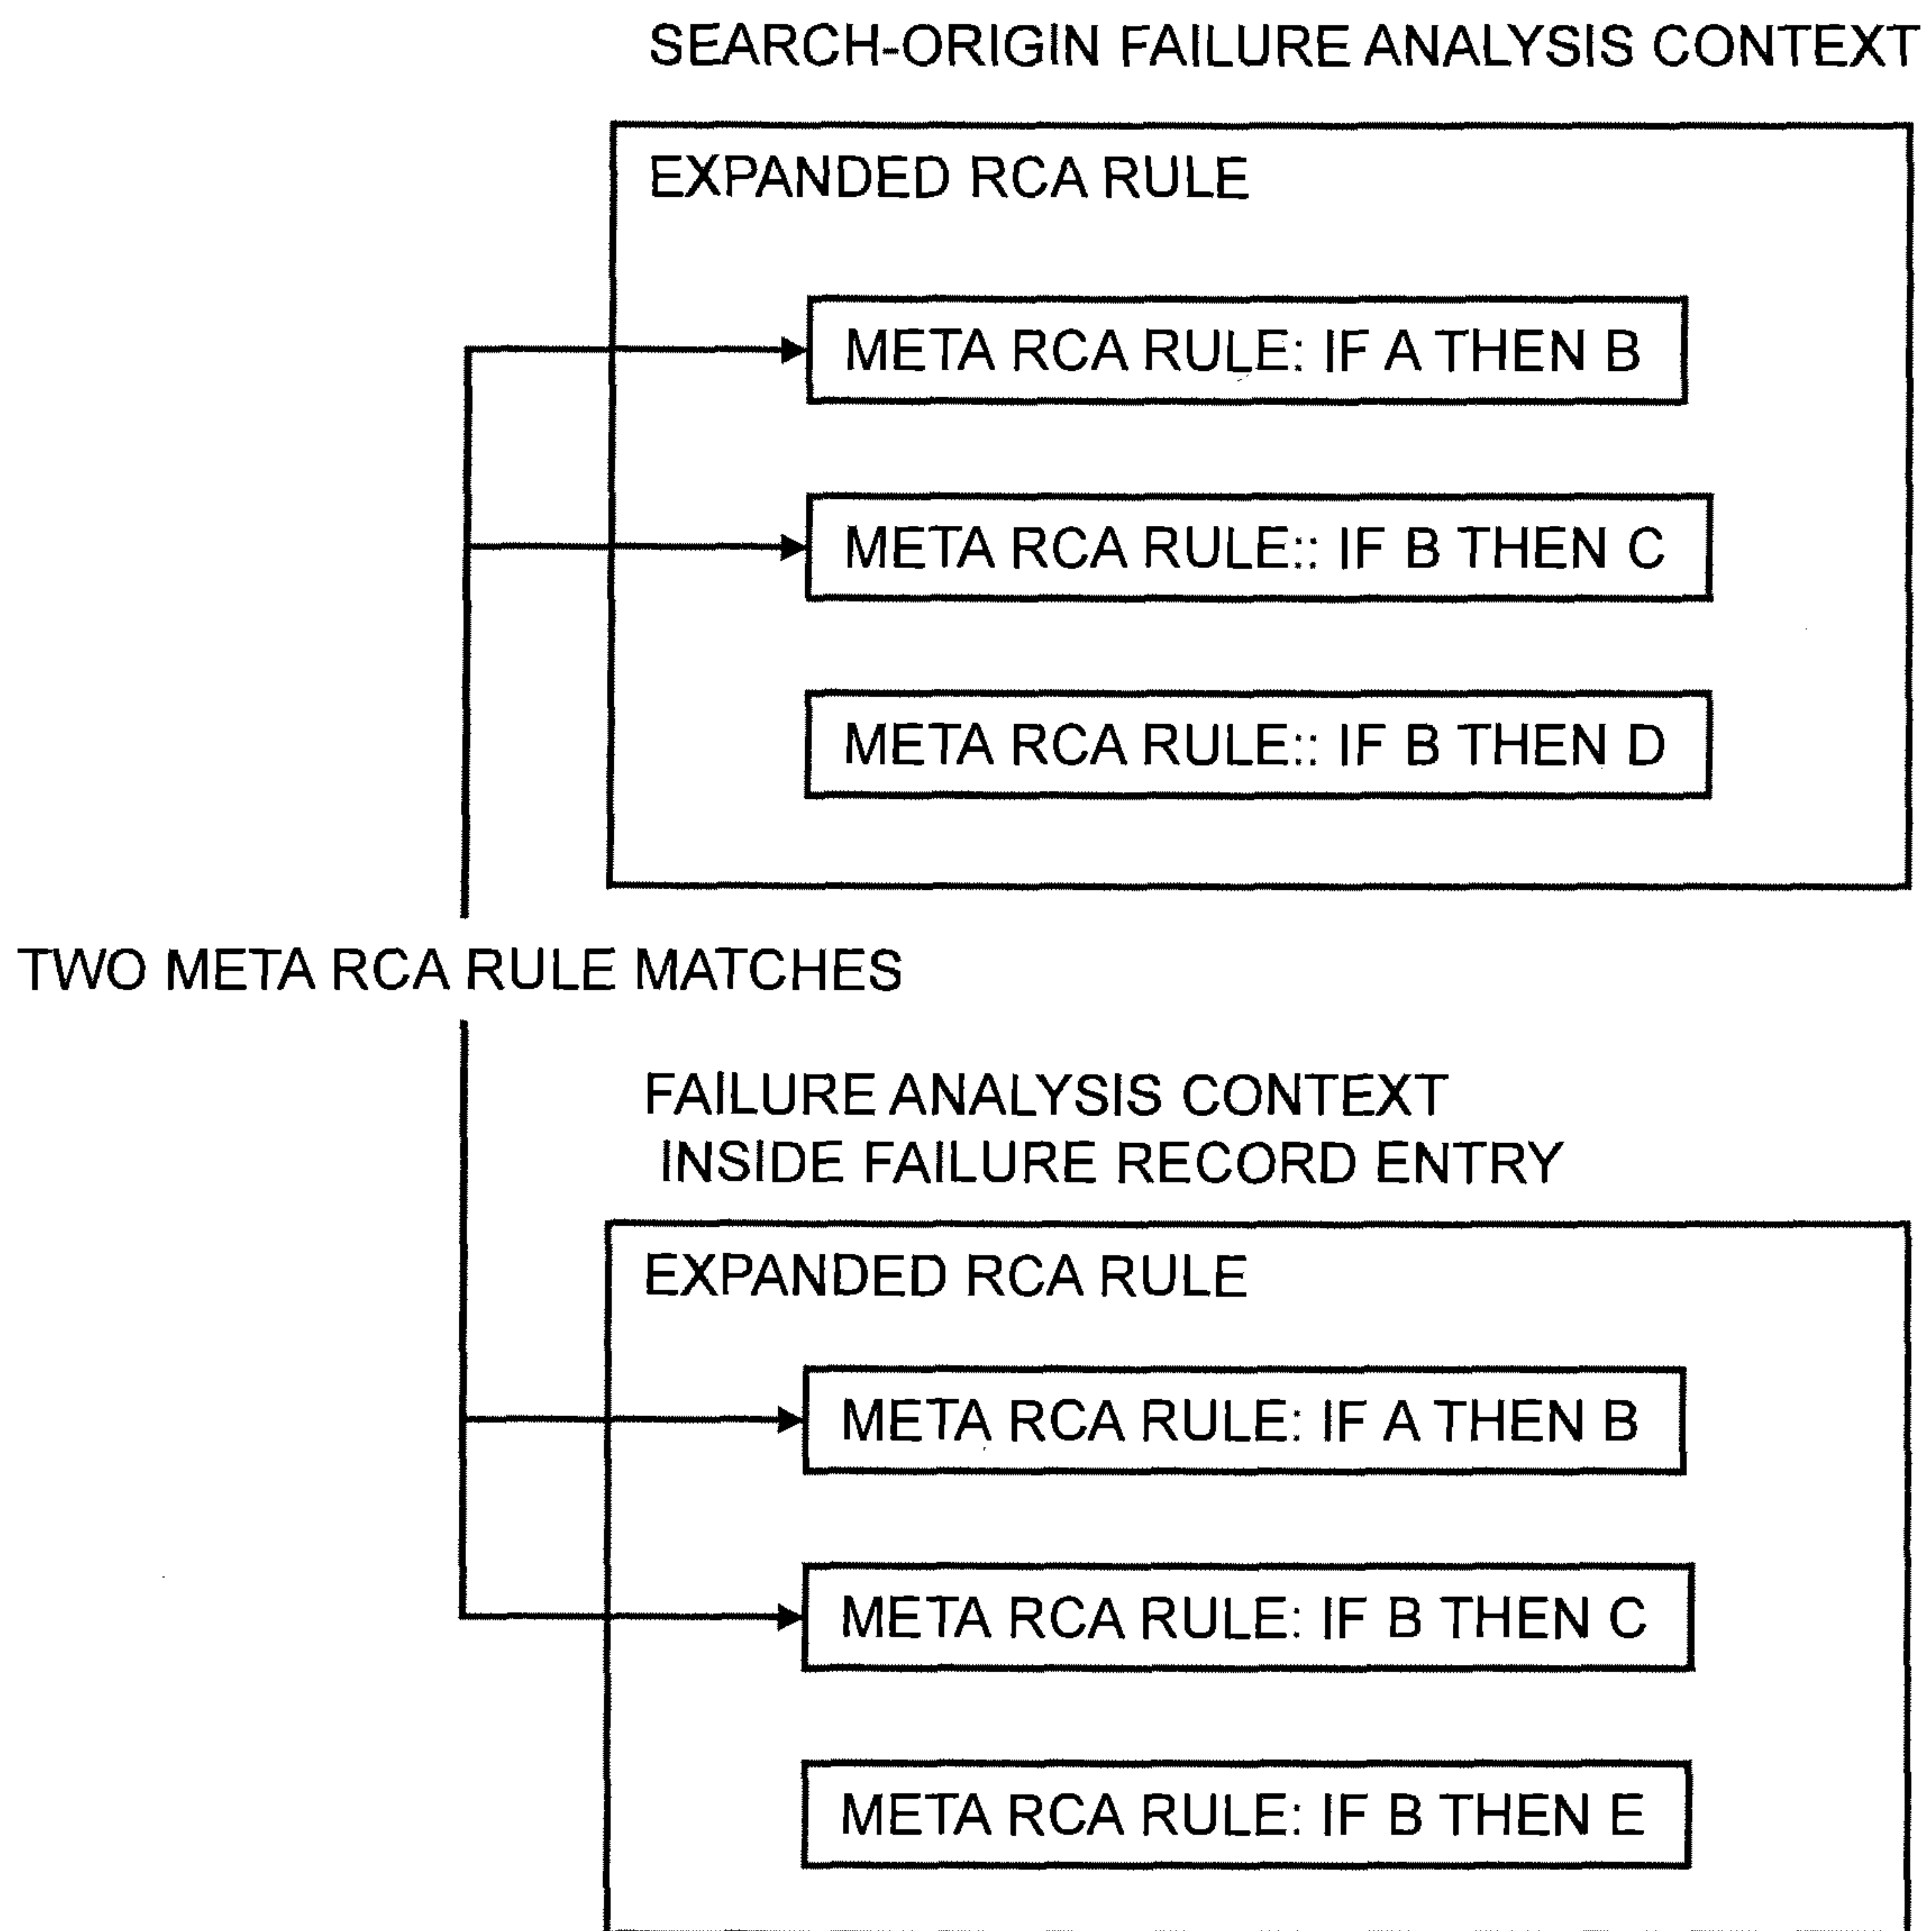 SEARCH-ORIGIN FAILURE ANALYSIS CONTEXT
EXPANDED RCA RULE
META RCA RULE: IF A THEN B
META RCA RULE:: IF B THEN C
META RCA RULE:: IF B THEN D
TWO META RCA RULE MATCHES
FAILURE ANALYSIS CONTEXT
INSIDE FAILURE RECORD ENTRY
EXPANDED RCA RULE
META RCA RULE: IF A THEN B
META RCA RULE: IF B THEN C
META RCA RULE: IF B THEN E